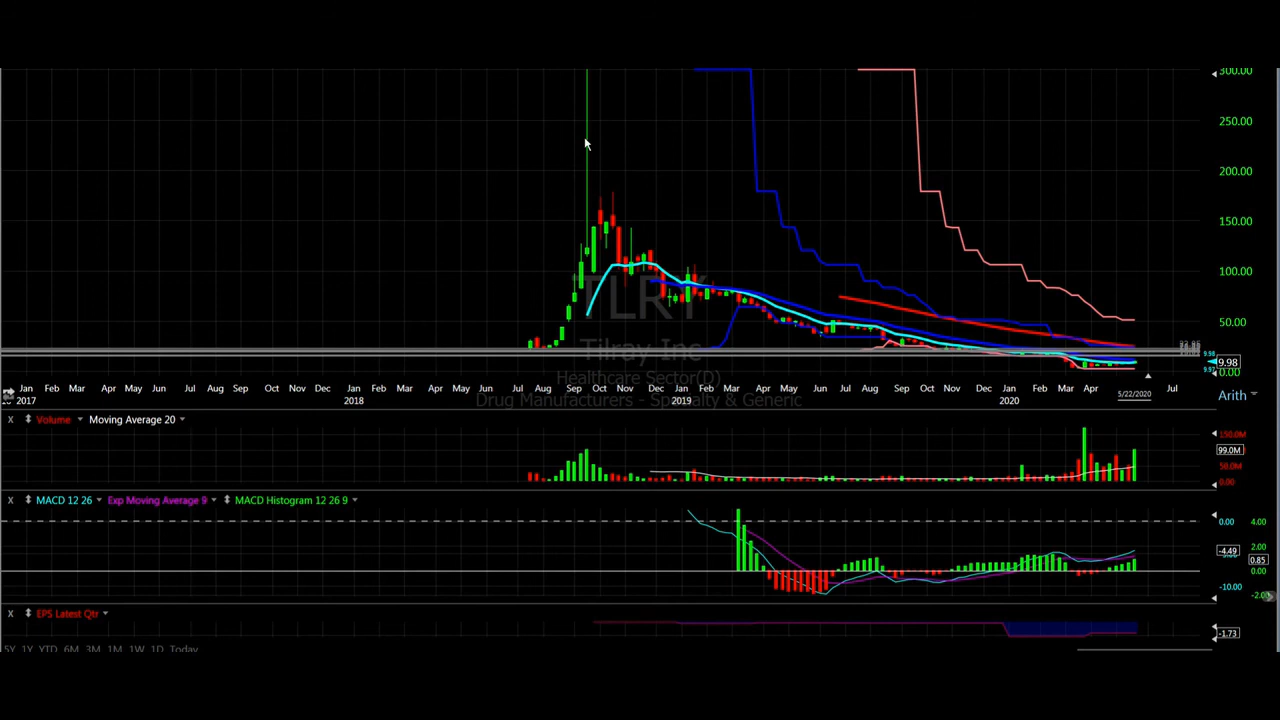 300.00
250.00
200.00
150.00
100.00
50.00
9.98
9.98
9.97
0.00
TLRY
Tilray Inc
Healthcare Sector(D)
Drug Manufacturers - Specialty & Generic
Jan Feb Mar Apr May Jun Jul Aug Sep Oct Nov Dec Jan Feb Mar Apr May Jun Jul Aug Sep Oct Nov Dec Jan Feb Mar Apr May Jun Jul Aug Sep Oct Nov Dec Jan Feb Mar Apr Jul
2017 2018 2019 2020 5/22/2020 Arith
X Volume Moving Average 20
150.0M
99.0M
50.0M
0.00
X MACD 12 26 Exp Moving Average 9 MACD Histogram 12 26 9
0.00 4.00
2.00
-4.49
0.85
0.00
-10.00
X EPS Latest Qtr
-1.73
5Y 1Y YTD 6M 3M 1M 1W 1D Today